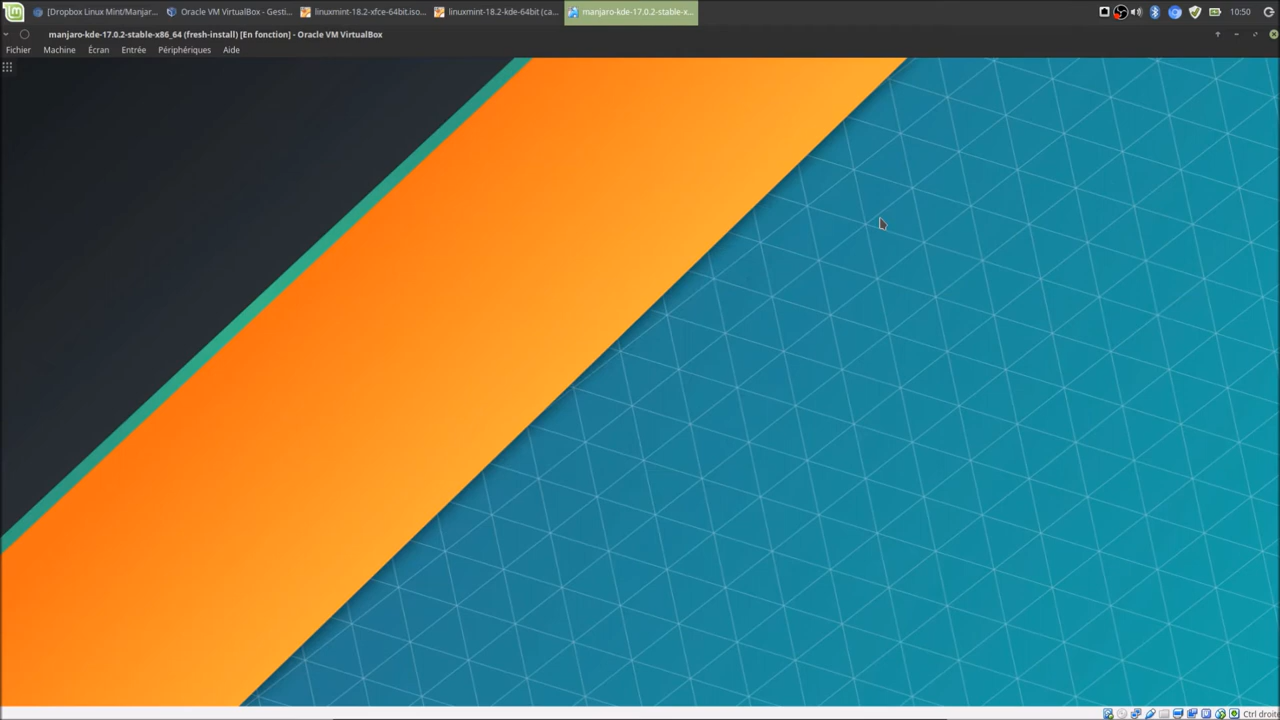 [Dropbox Linux Mint/Manjar... Oracle VM VirtualBox - Gesti... linuxmint-18.2-xfce-64bit.iso... linuxmint-18.2-kde-64bit (ca... manjaro-kde-17.0.2-stable-x... 10:50
manjaro-kde-17.0.2-stable-x86_64 (fresh-install) [En fonction] - Oracle VM VirtualBox
Fichier Machine Écran Entrée Périphériques Aide
Ctrl droite